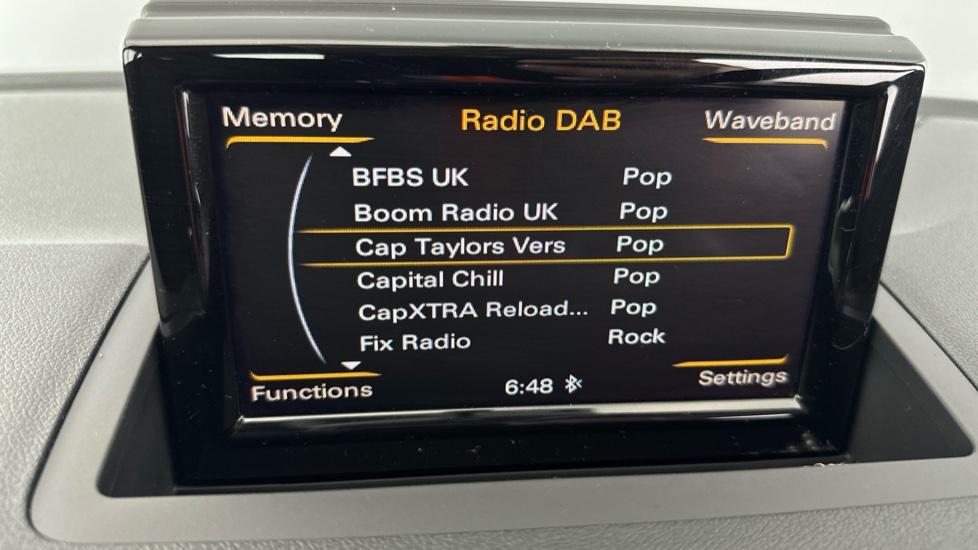 Memory Radio DAB Waveband
BFBS UK Pop
Boom Radio UK Pop
Cap Taylors Vers Pop
Capital Chill Pop
CapXTRA Reload... Pop
Fix Radio Rock
Functions 6:48 Settings